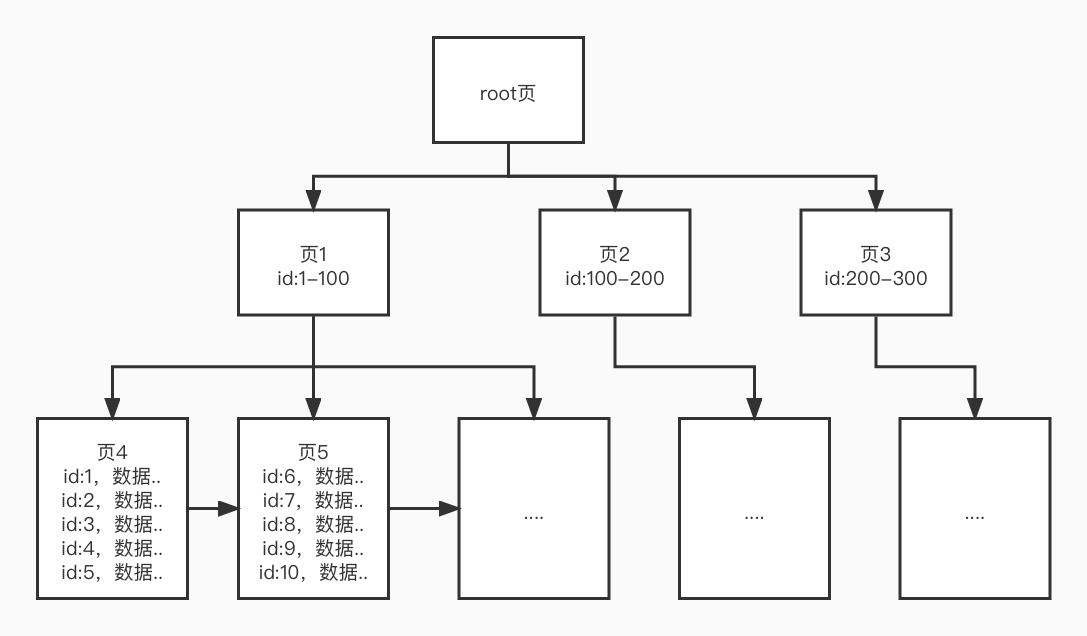 root页
页1
id:1-100
页2
id:100-200
页3
id:200-300
页4
id:1，数据..
id:2，数据..
id:3，数据..
id:4，数据..
id:5，数据..
页5
id:6，数据..
id:7，数据..
id:8，数据..
id:9，数据..
id:10，数据..
....
....
....